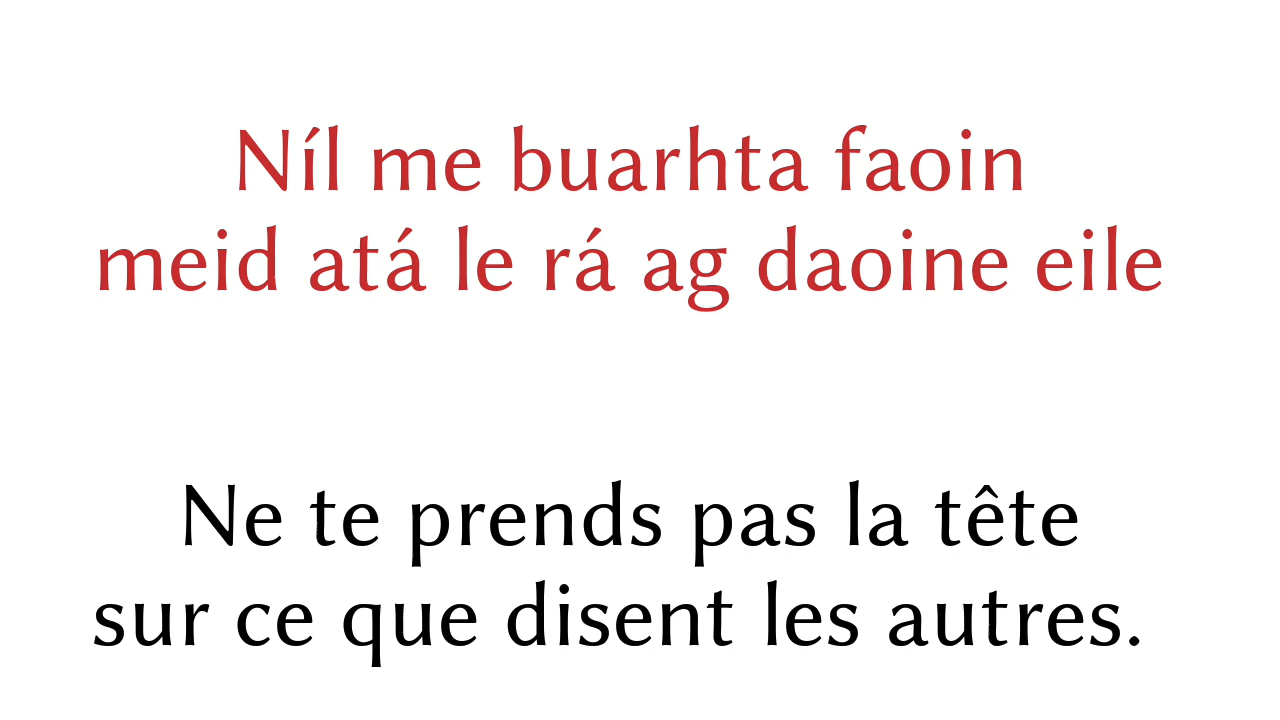 Níl me buarhta faoin
meid atá le rá ag daoine eile
Ne te prends pas la tête
sur ce que disent les autres.